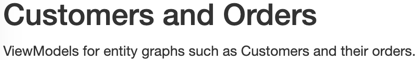 Customers and Orders
ViewModels for entity graphs such as Customers and their orders.